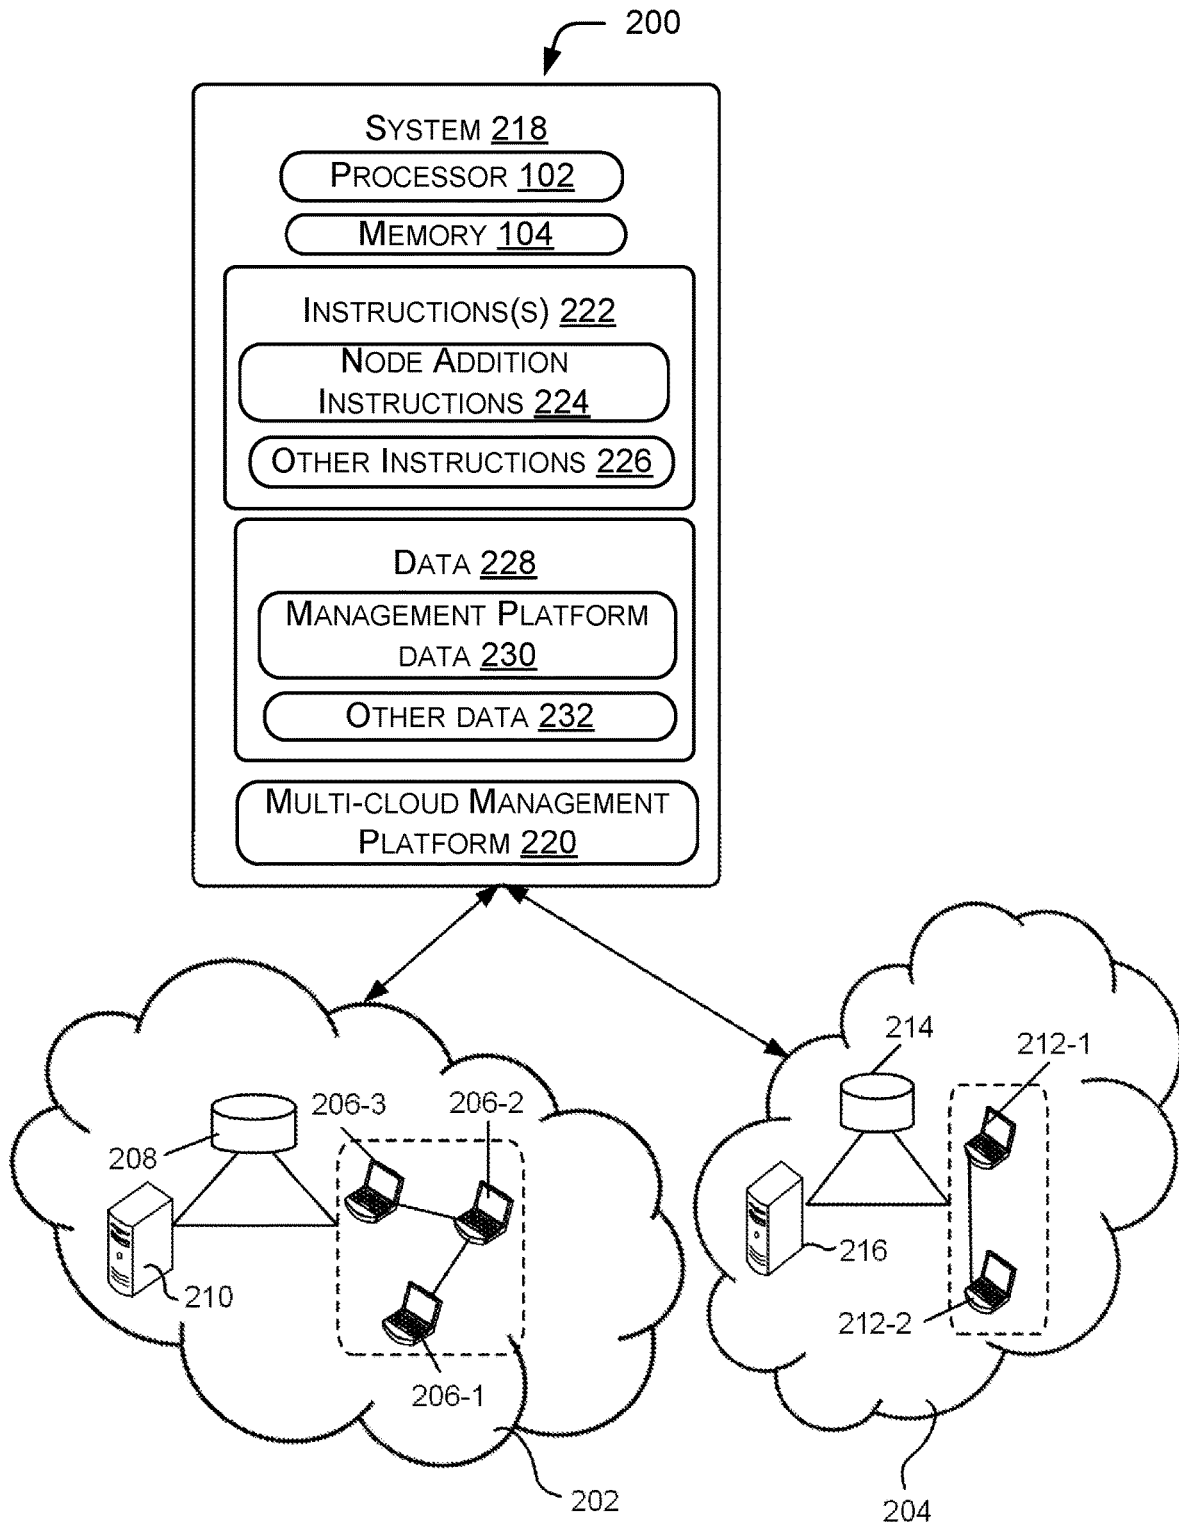 200
SYSTEM 218
PROCESSOR 102
MEMORY 104
INSTRUCTIONS(S) 222
NODE ADDITION
INSTRUCTIONS 224
OTHER INSTRUCTIONS 226
DATA 228
MANAGEMENT PLATFORM
DATA 230
OTHER DATA 232
MULTI-CLOUD MANAGEMENT
PLATFORM 220
214
212-1
206-3
206-2
208
216
210
212-2
206-1
202
204